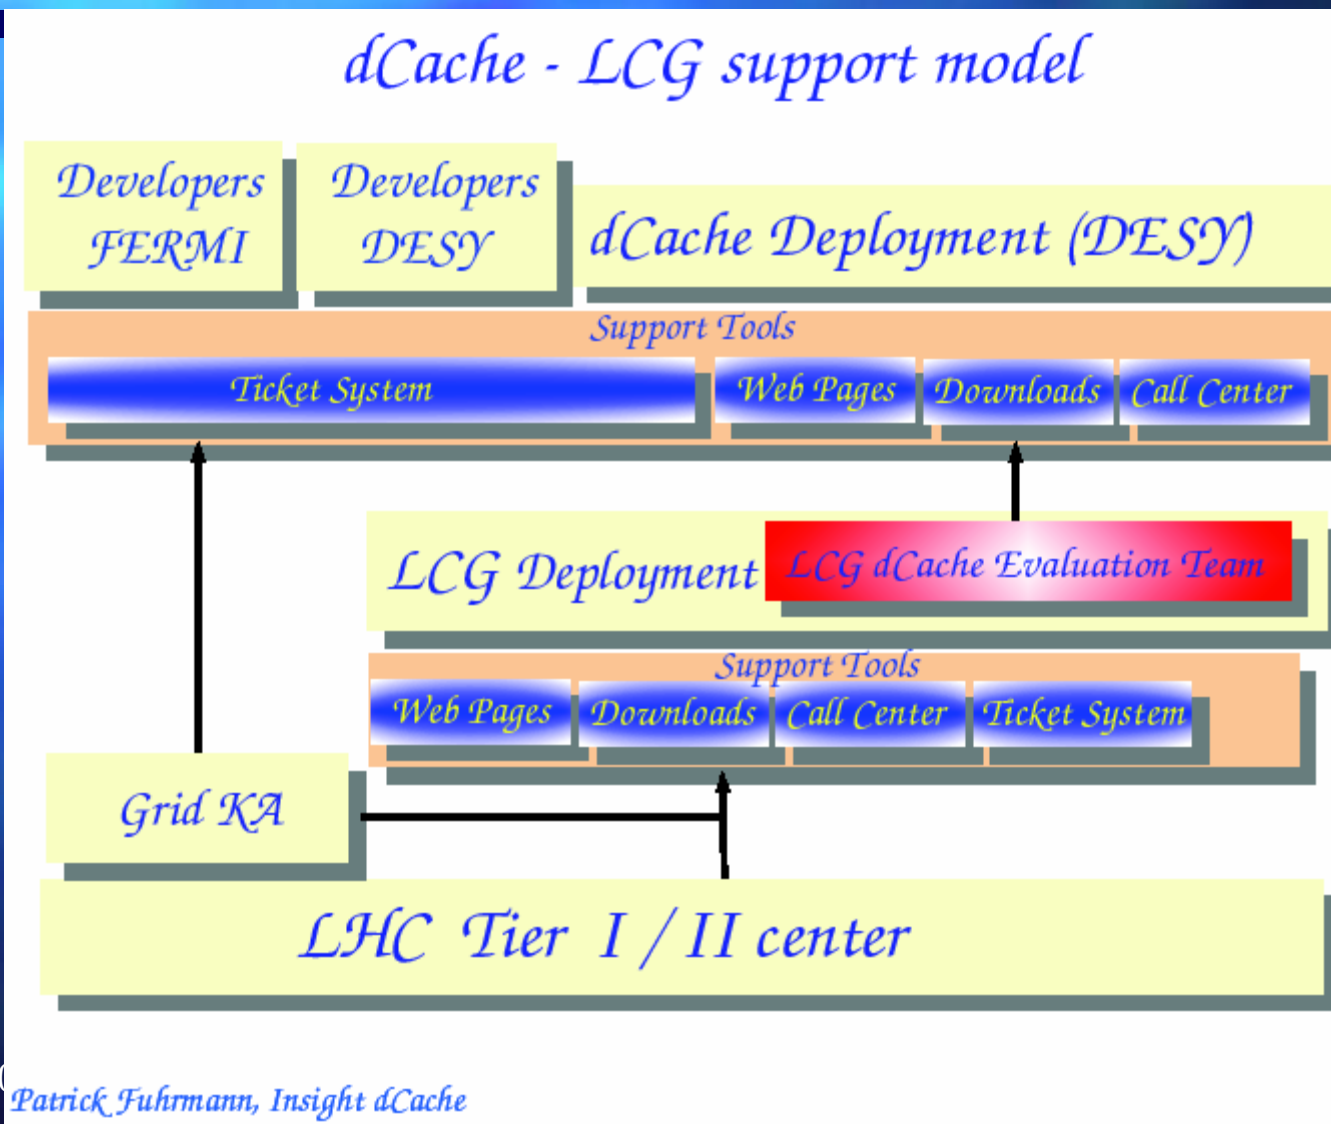 dCache - LCG support model
Developers
FERMI
Developers
DESY
dCache Deployment (DESY)
Support Tools
Ticket System
Web Pages
Downloads
Call Center
LCG Deployment
LCG dCache Evaluation Team
Support Tools
Web Pages
Downloads
Call Center
Ticket System
Grid KA
LHC Tier I / II center
Patrick Fuhrmann, Insight dCache